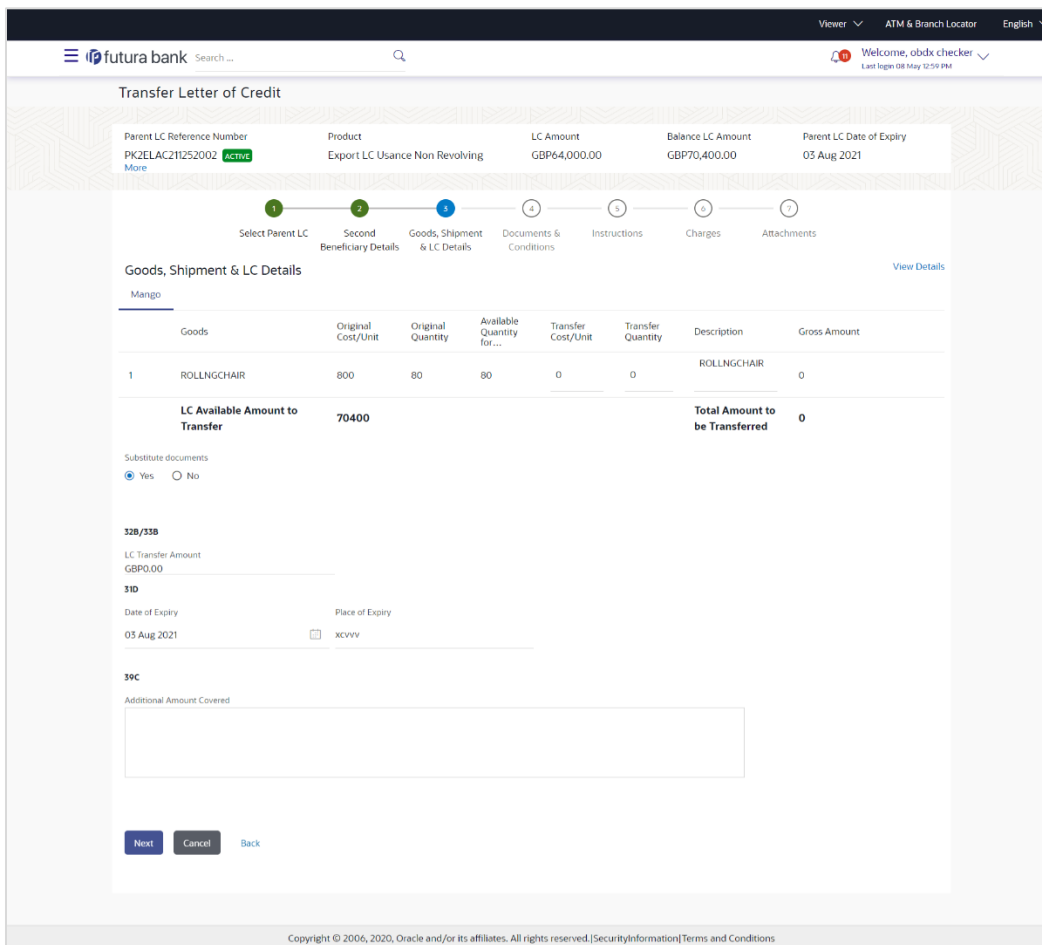 Viewer ATM & Branch Locator English
futura bank Search ... 11 Welcome, obdx checker
Last login 08 May 12:59 PM
Transfer Letter of Credit
Parent LC Reference Number Product LC Amount Balance LC Amount Parent LC Date of Expiry
PK2ELAC211252002 ACTIVE Export LC Usance Non Revolving GBP64,000.00 GBP70,400.00 03 Aug 2021
More
1 2 3 4 5 6 7
Select Parent LC Second Goods, Shipment Documents & Instructions Charges Attachments
Beneficiary Details & LC Details Conditions
Goods, Shipment & LC Details View Details
Mango
Goods Original Original Available Transfer Transfer Description Gross Amount
Cost/Unit Quantity Quantity Cost/Unit Quantity
for...
ROLLNGCHAIR
1 ROLLNGCHAIR 800 80 80 0 0 0
LC Available Amount to 70400 Total Amount to 0
Transfer be Transferred
Substitute documents
Yes No
32B/33B
LC Transfer Amount
GBP0.00
31D
Date of Expiry Place of Expiry
03 Aug 2021 xcvvv
39C
Additional Amount Covered
Next Cancel Back
Copyright © 2006, 2020, Oracle and/or its affiliates. All rights reserved.|SecurityInformation|Terms and Conditions